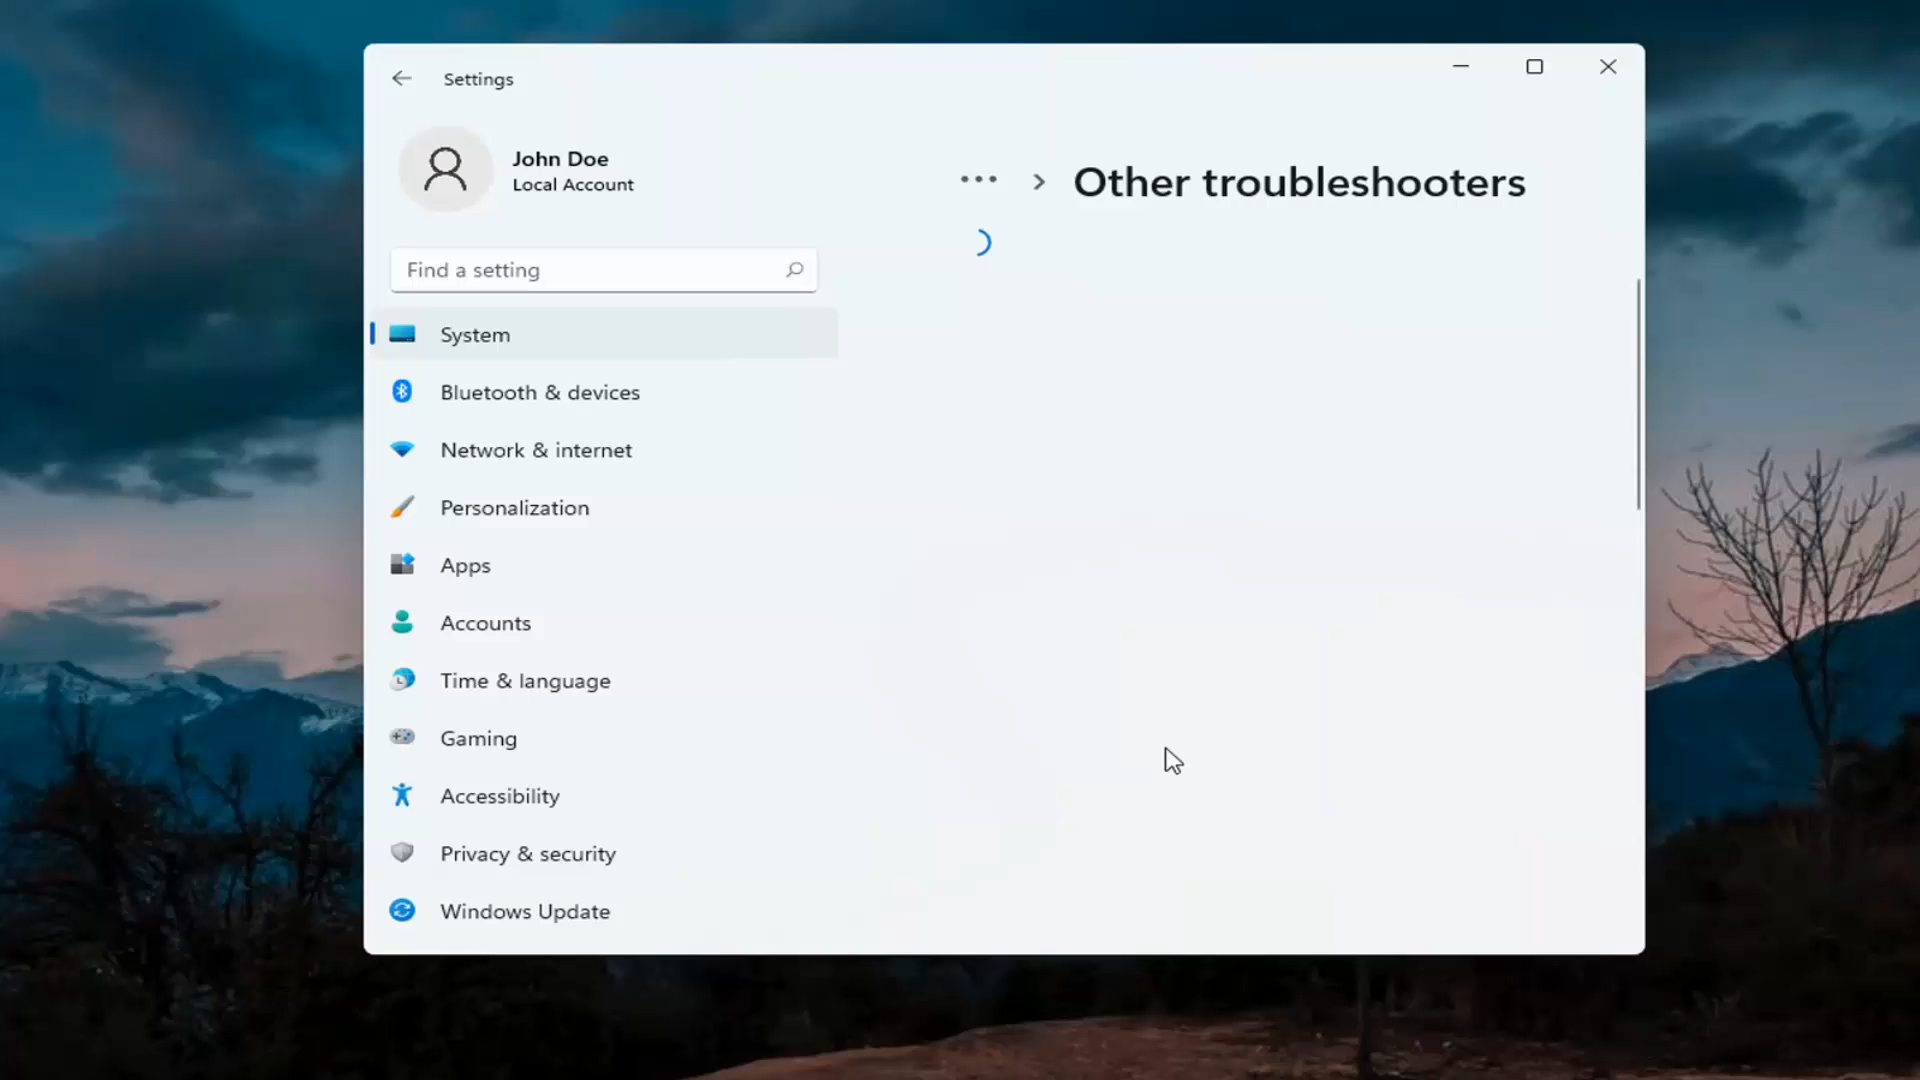 Settings
John Doe
Local Account
Other troubleshooters
Find a setting
System
Bluetooth & devices
Network & internet
Personalization
Apps
Accounts
Time & language
Gaming
Accessibility
Privacy & security
Windows Update